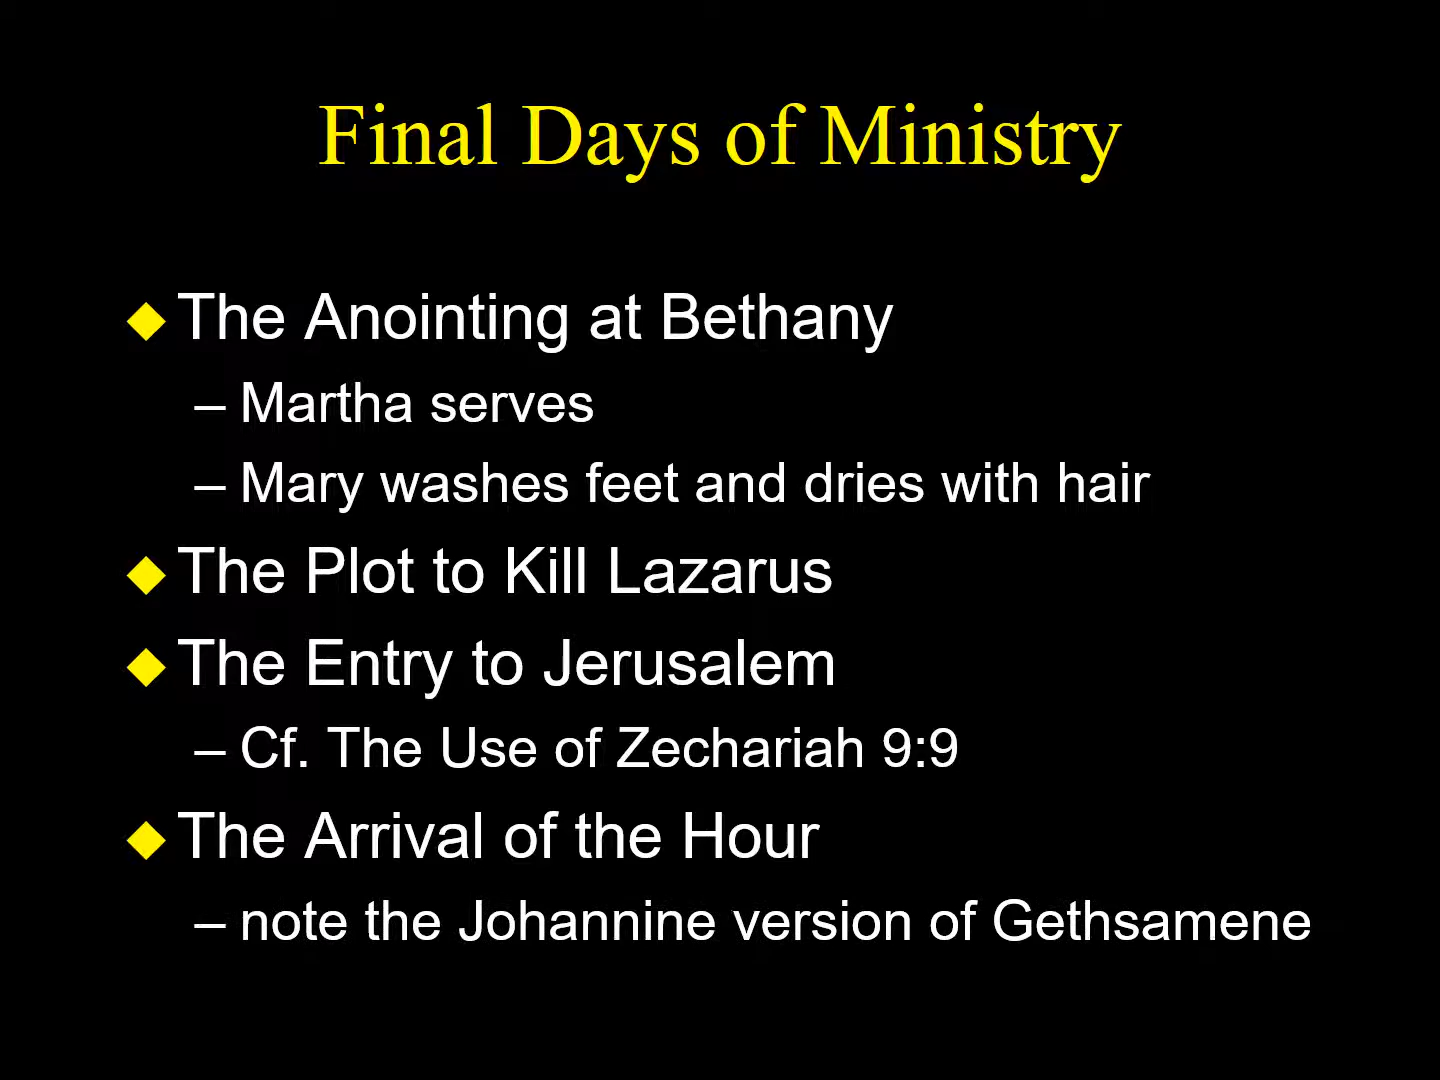 Final Days of Ministry
The Anointing at Bethany
– Martha serves
– Mary washes feet and dries with hair
The Plot to Kill Lazarus
The Entry to Jerusalem
– Cf. The Use of Zechariah 9:9
The Arrival of the Hour
– note the Johannine version of Gethsamene